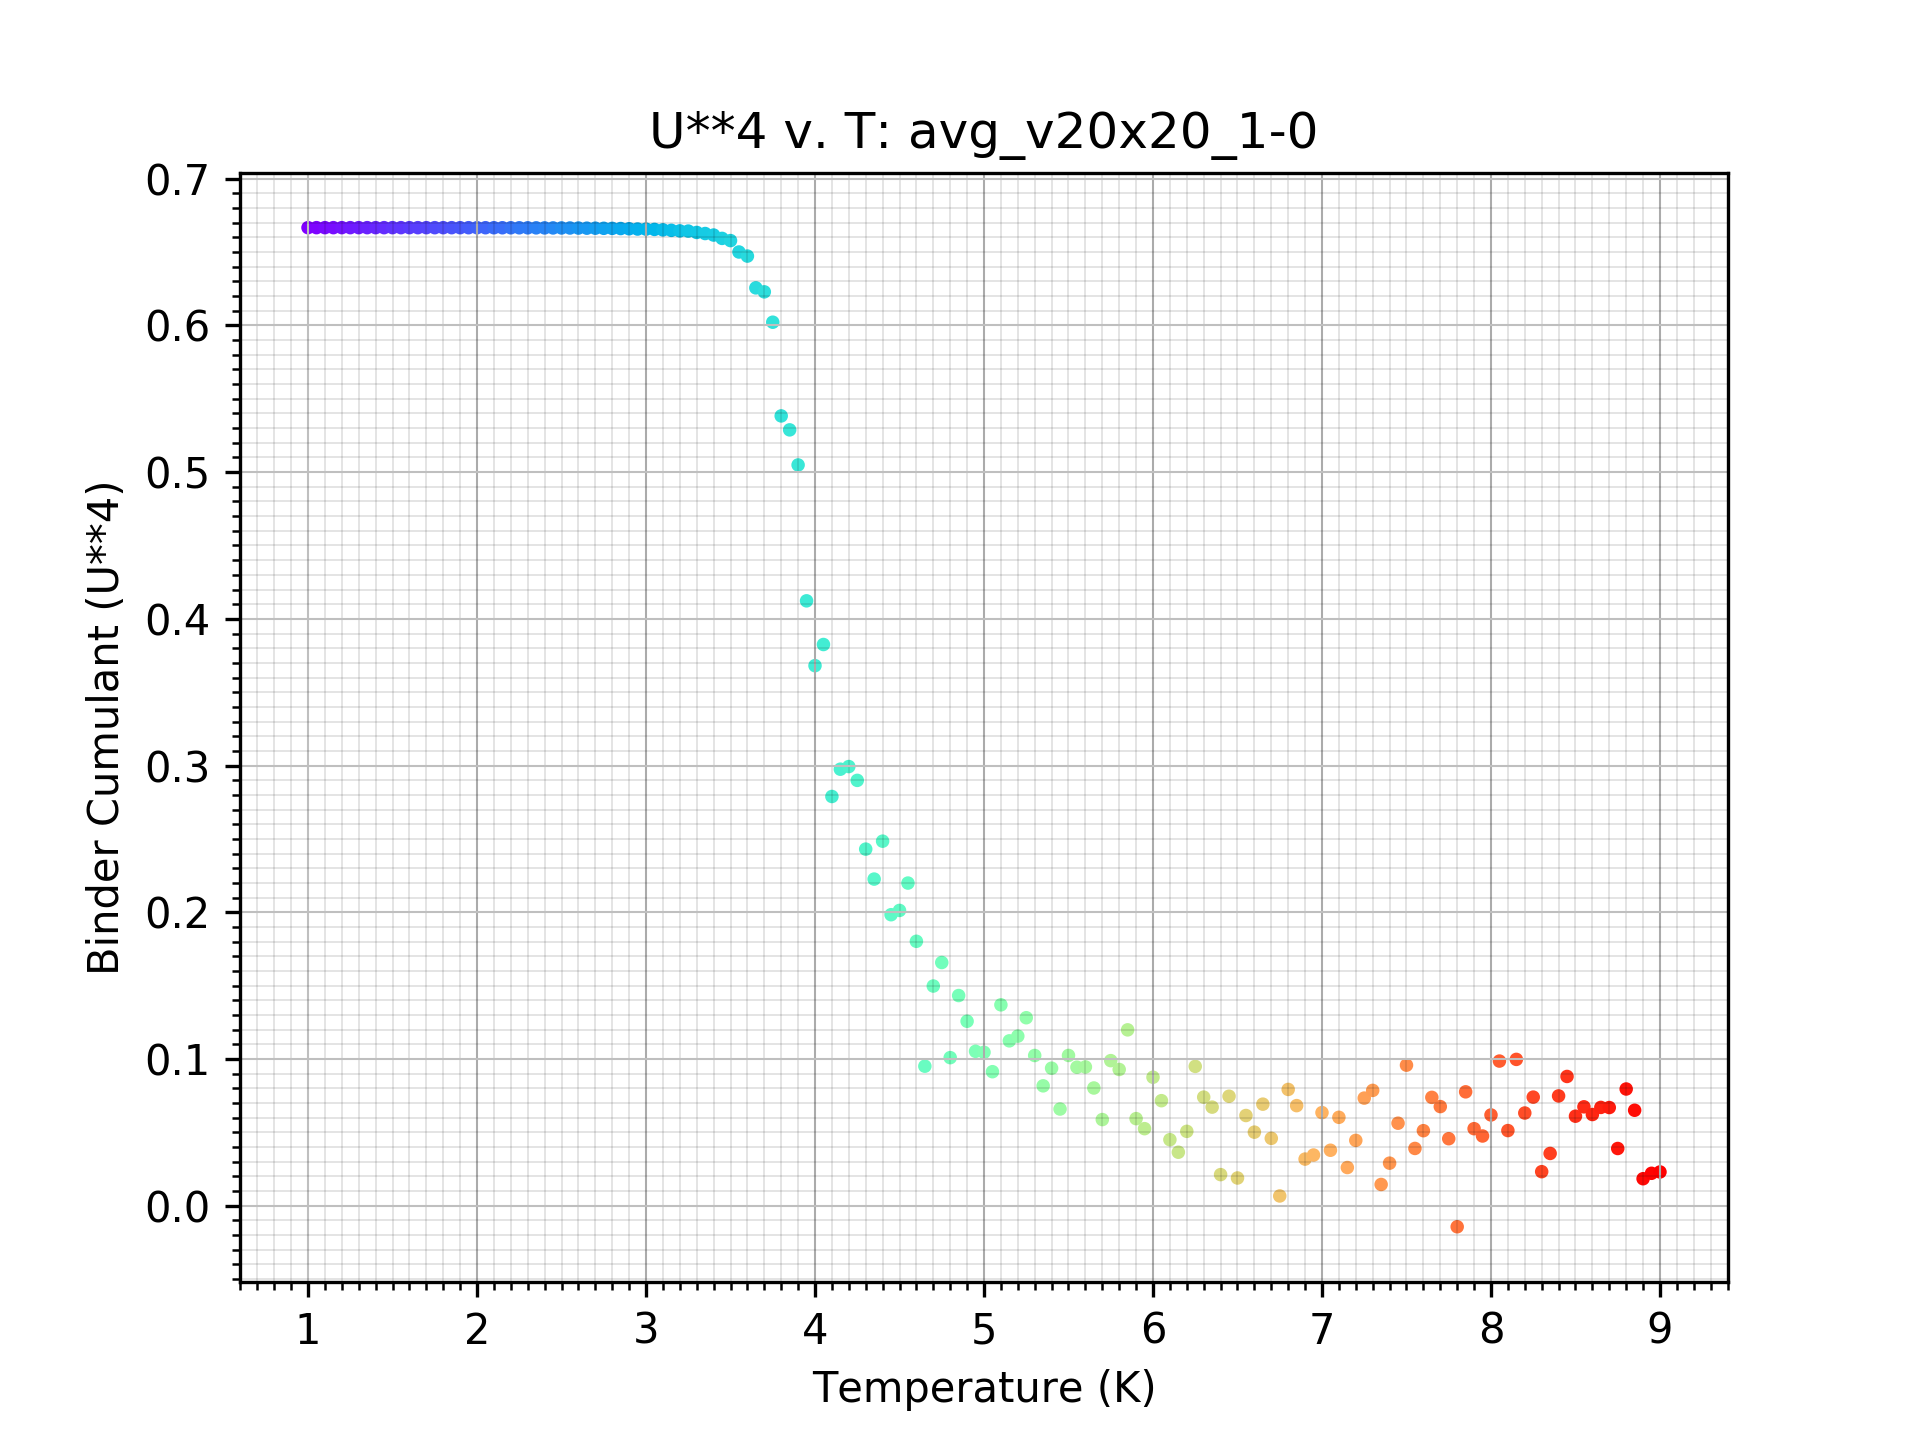 U**4 v. T: avg_v20x20_1-0
0.7
0.6
0.5
0.4
0.3
0.2
0.1
0.0
Binder Cumulant (U**4)
1 2 3 4 5 6 7 8 9
Temperature (K)